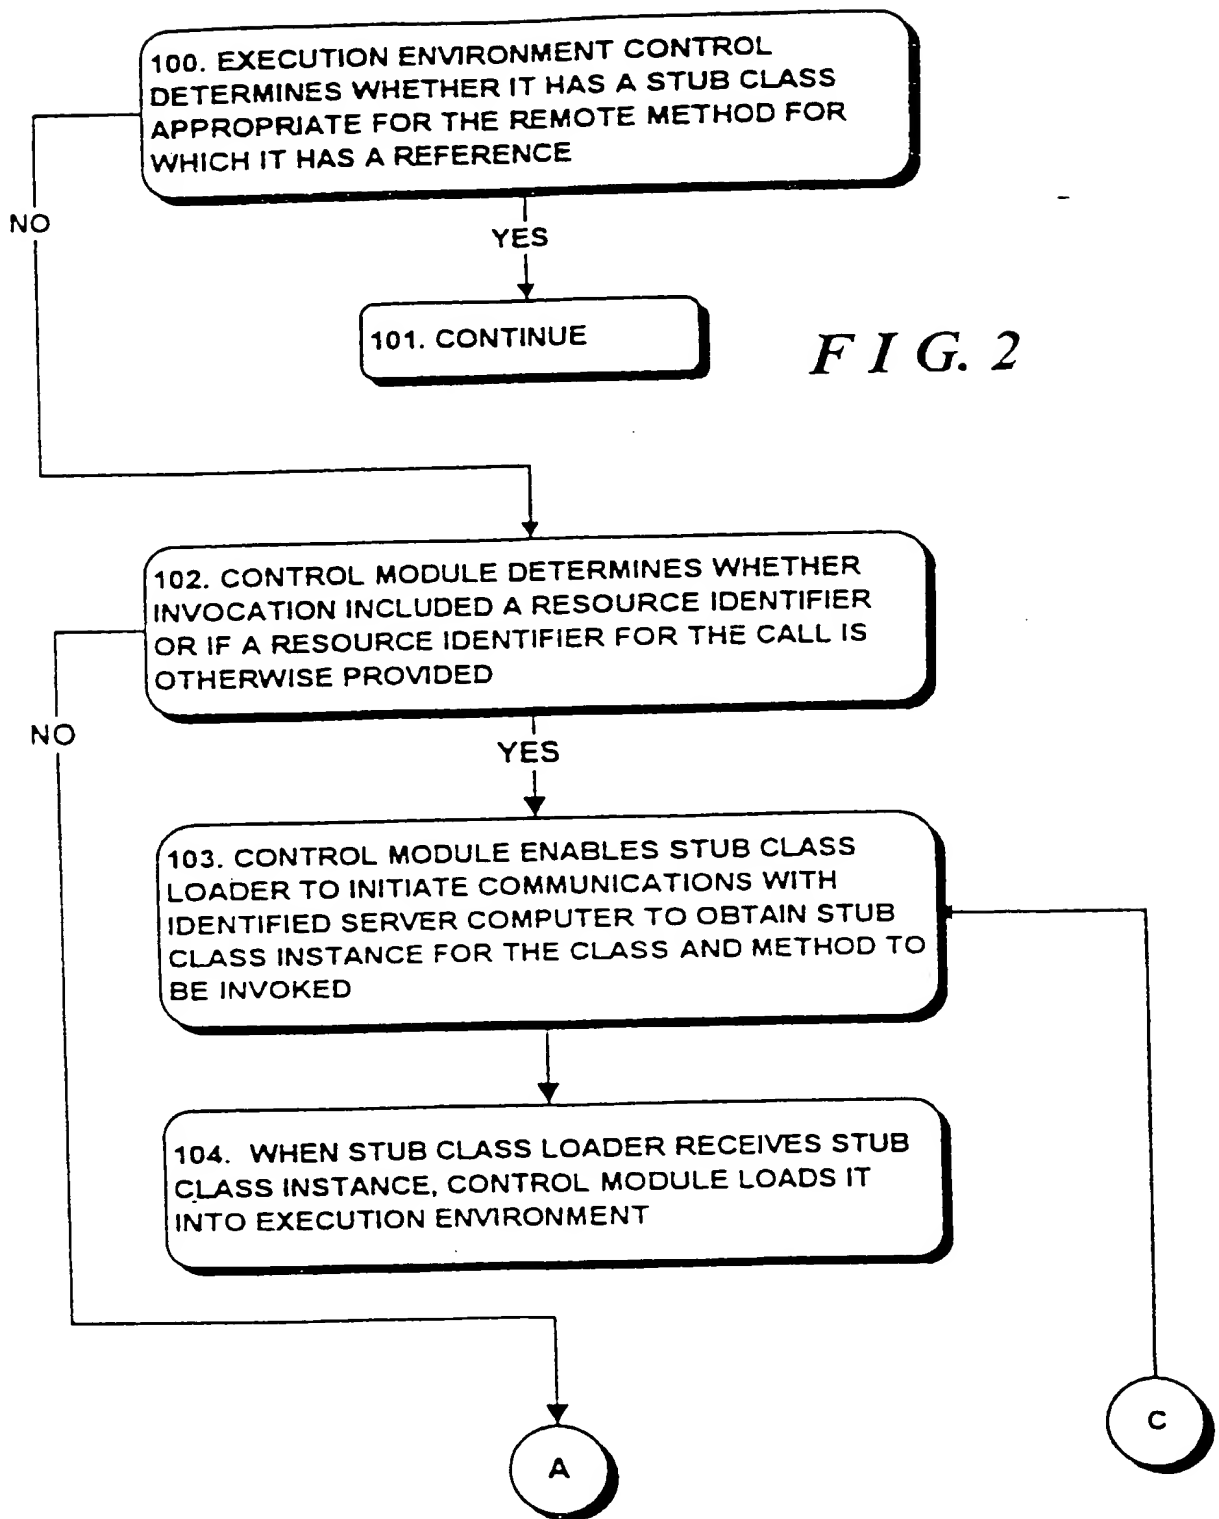 100. EXECUTION ENVIRONMENT CONTROL
DETERMINES WHETHER IT HAS A STUB CLASS
APPROPRIATE FOR THE REMOTE METHOD FOR
WHICH IT HAS A REFERENCE
NO
YES
101. CONTINUE
FIG. 2
102. CONTROL MODULE DETERMINES WHETHER
INVOCATION INCLUDED A RESOURCE IDENTIFIER
OR IF A RESOURCE IDENTIFIER FOR THE CALL IS
OTHERWISE PROVIDED
NO
YES
103. CONTROL MODULE ENABLES STUB CLASS
LOADER TO INITIATE COMMUNICATIONS WITH
IDENTIFIED SERVER COMPUTER TO OBTAIN STUB
CLASS INSTANCE FOR THE CLASS AND METHOD TO
BE INVOKED
104. WHEN STUB CLASS LOADER RECEIVES STUB
CLASS INSTANCE, CONTROL MODULE LOADS IT
INTO EXECUTION ENVIRONMENT
C
A